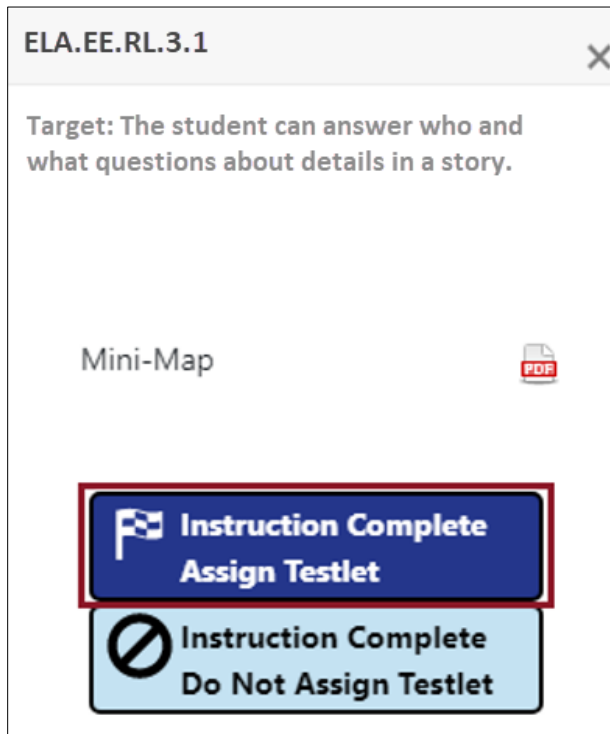 ELA.EE.RL.3.1
Target: The student can answer who and
what questions about details in a story.
Mini-Map
PDF
Instruction Complete
Assign Testlet
Instruction Complete
Do Not Assign Testlet